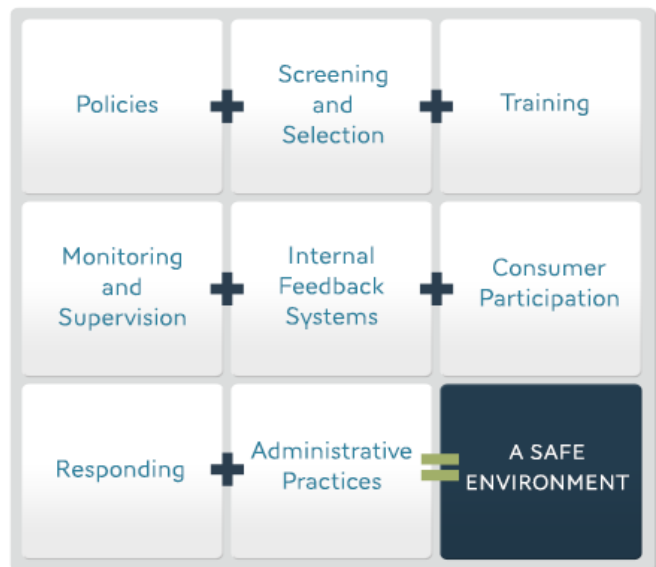 Policies
Screening
and
Selection
Training
Monitoring
and
Supervision
Internal
Feedback
Systems
Consumer
Participation
Responding
Administrative
Practices
A SAFE
ENVIRONMENT